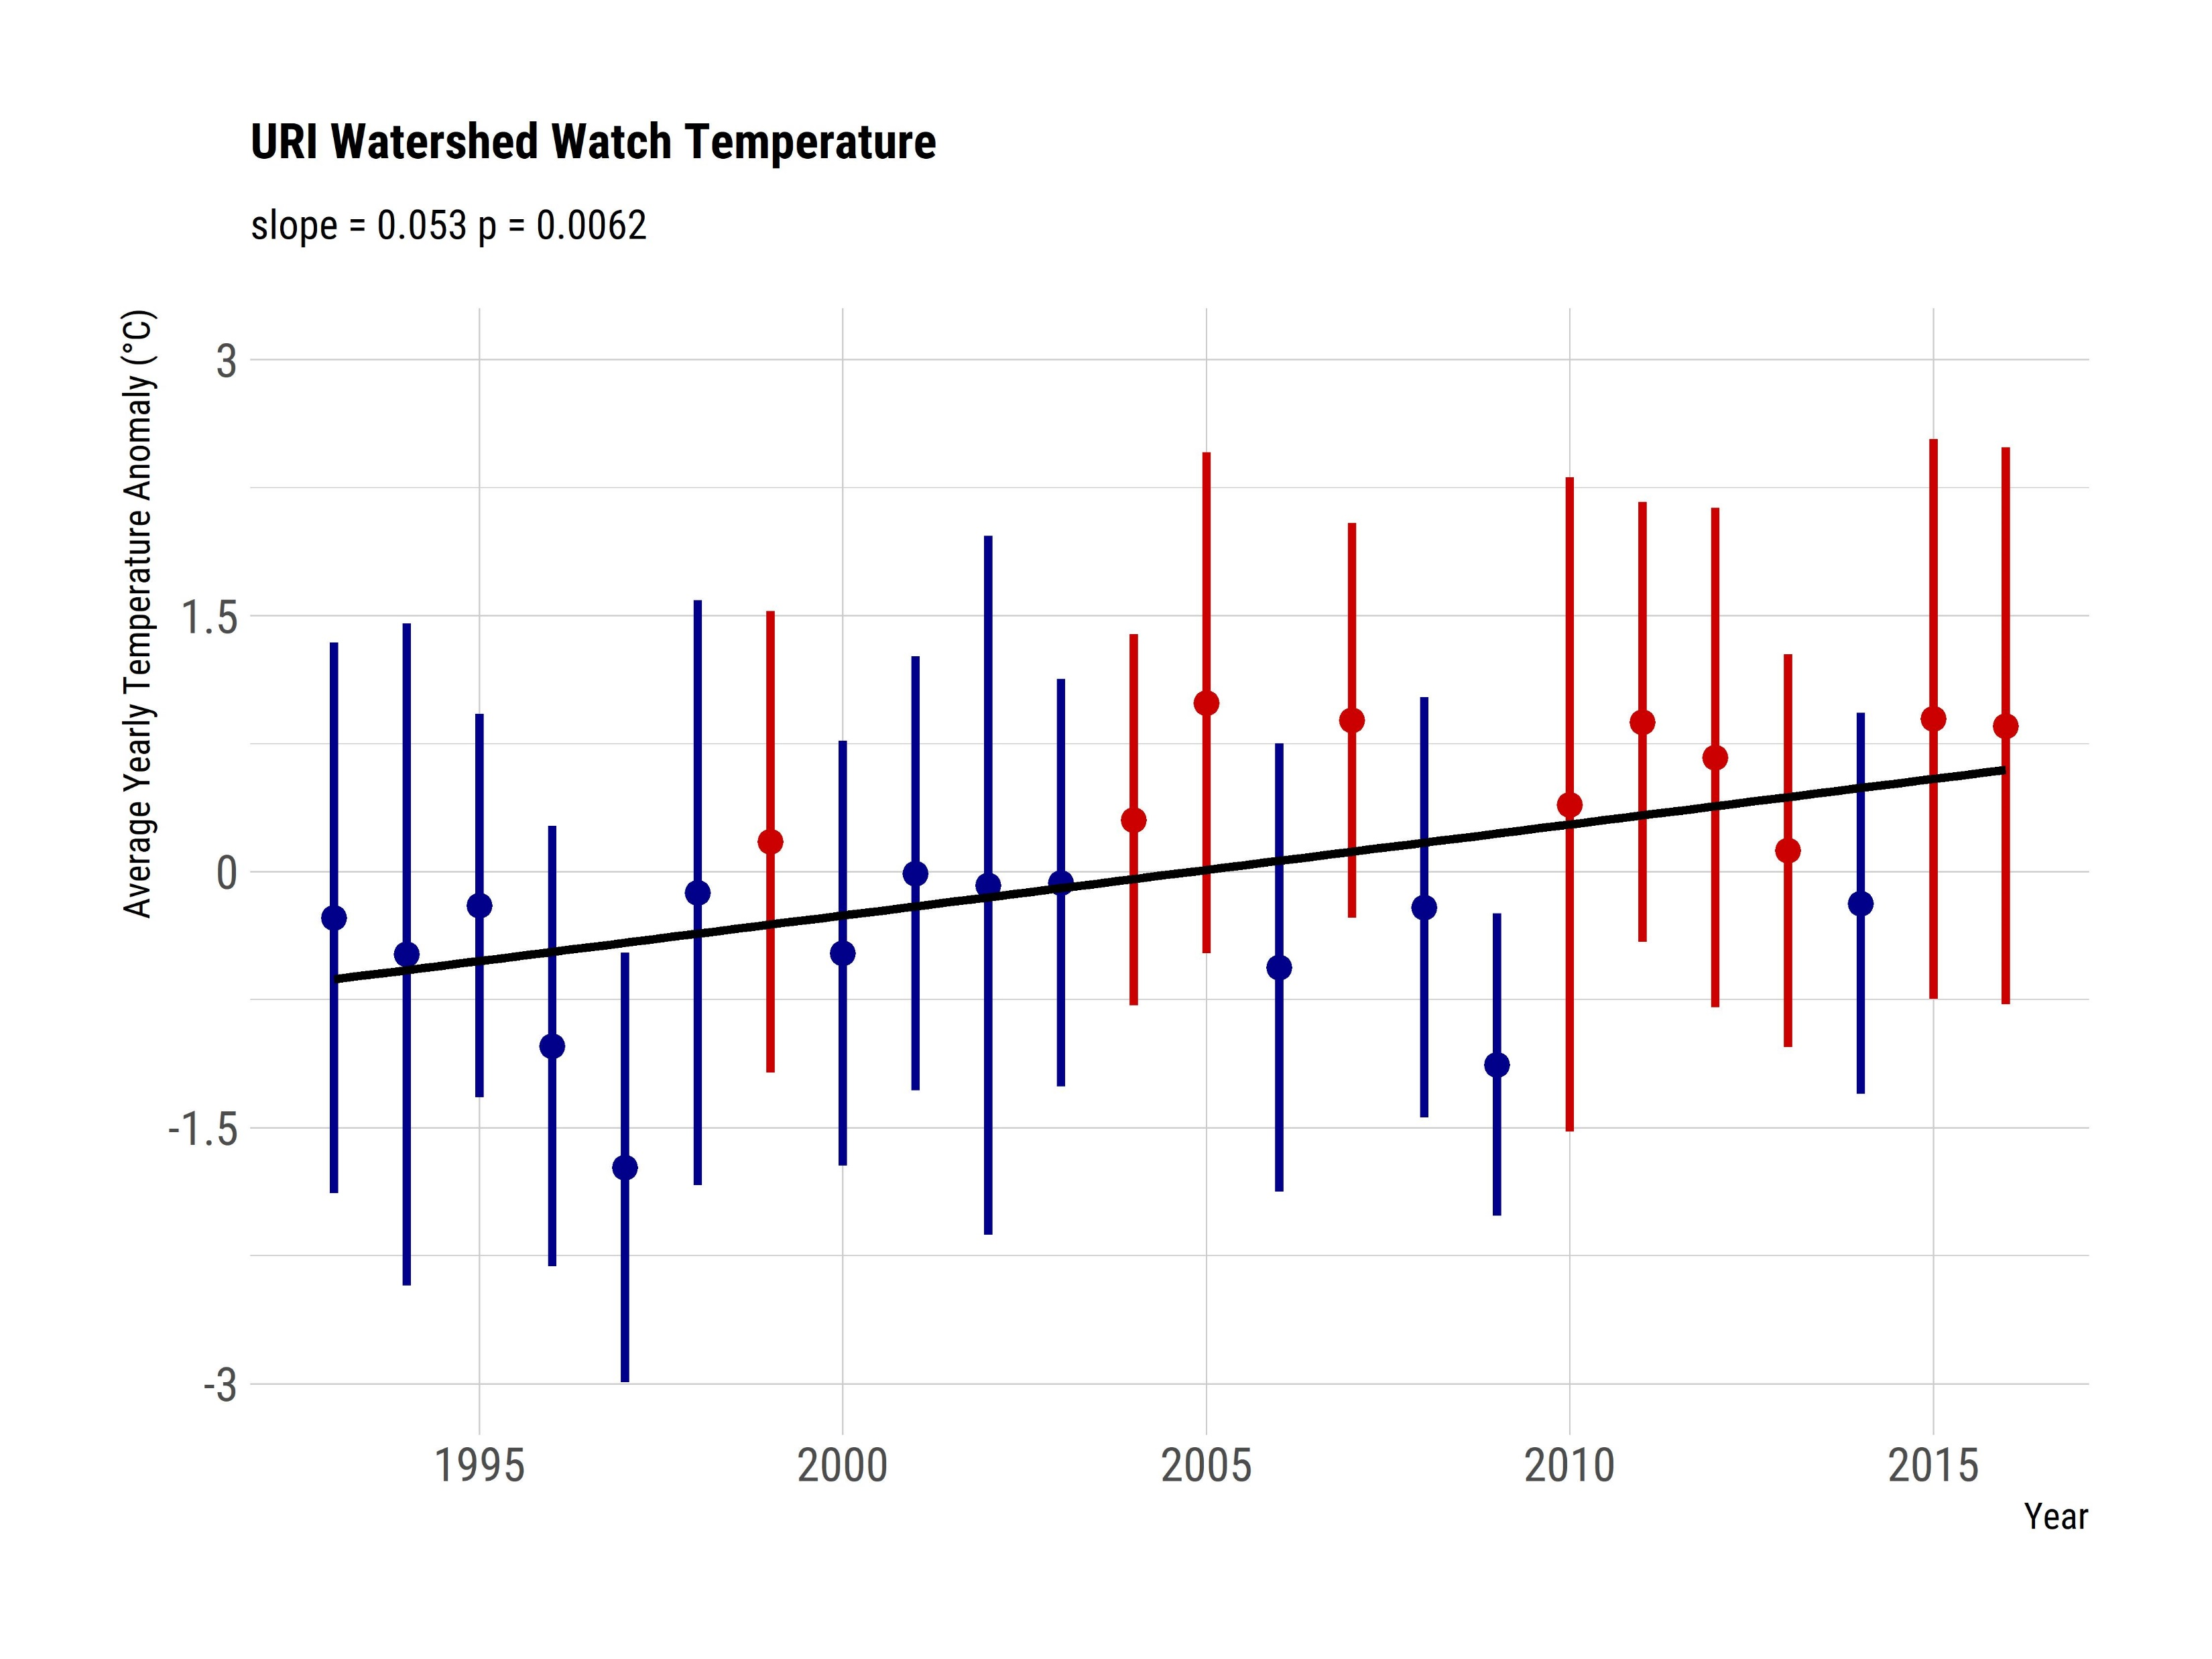 URI Watershed Watch Temperature
slope = 0.053 p = 0.0062
Average Yearly Temperature Anomaly (°C)
3
1.5
0
-1.5
-3
1995
2000
2005
2010
2015
Year